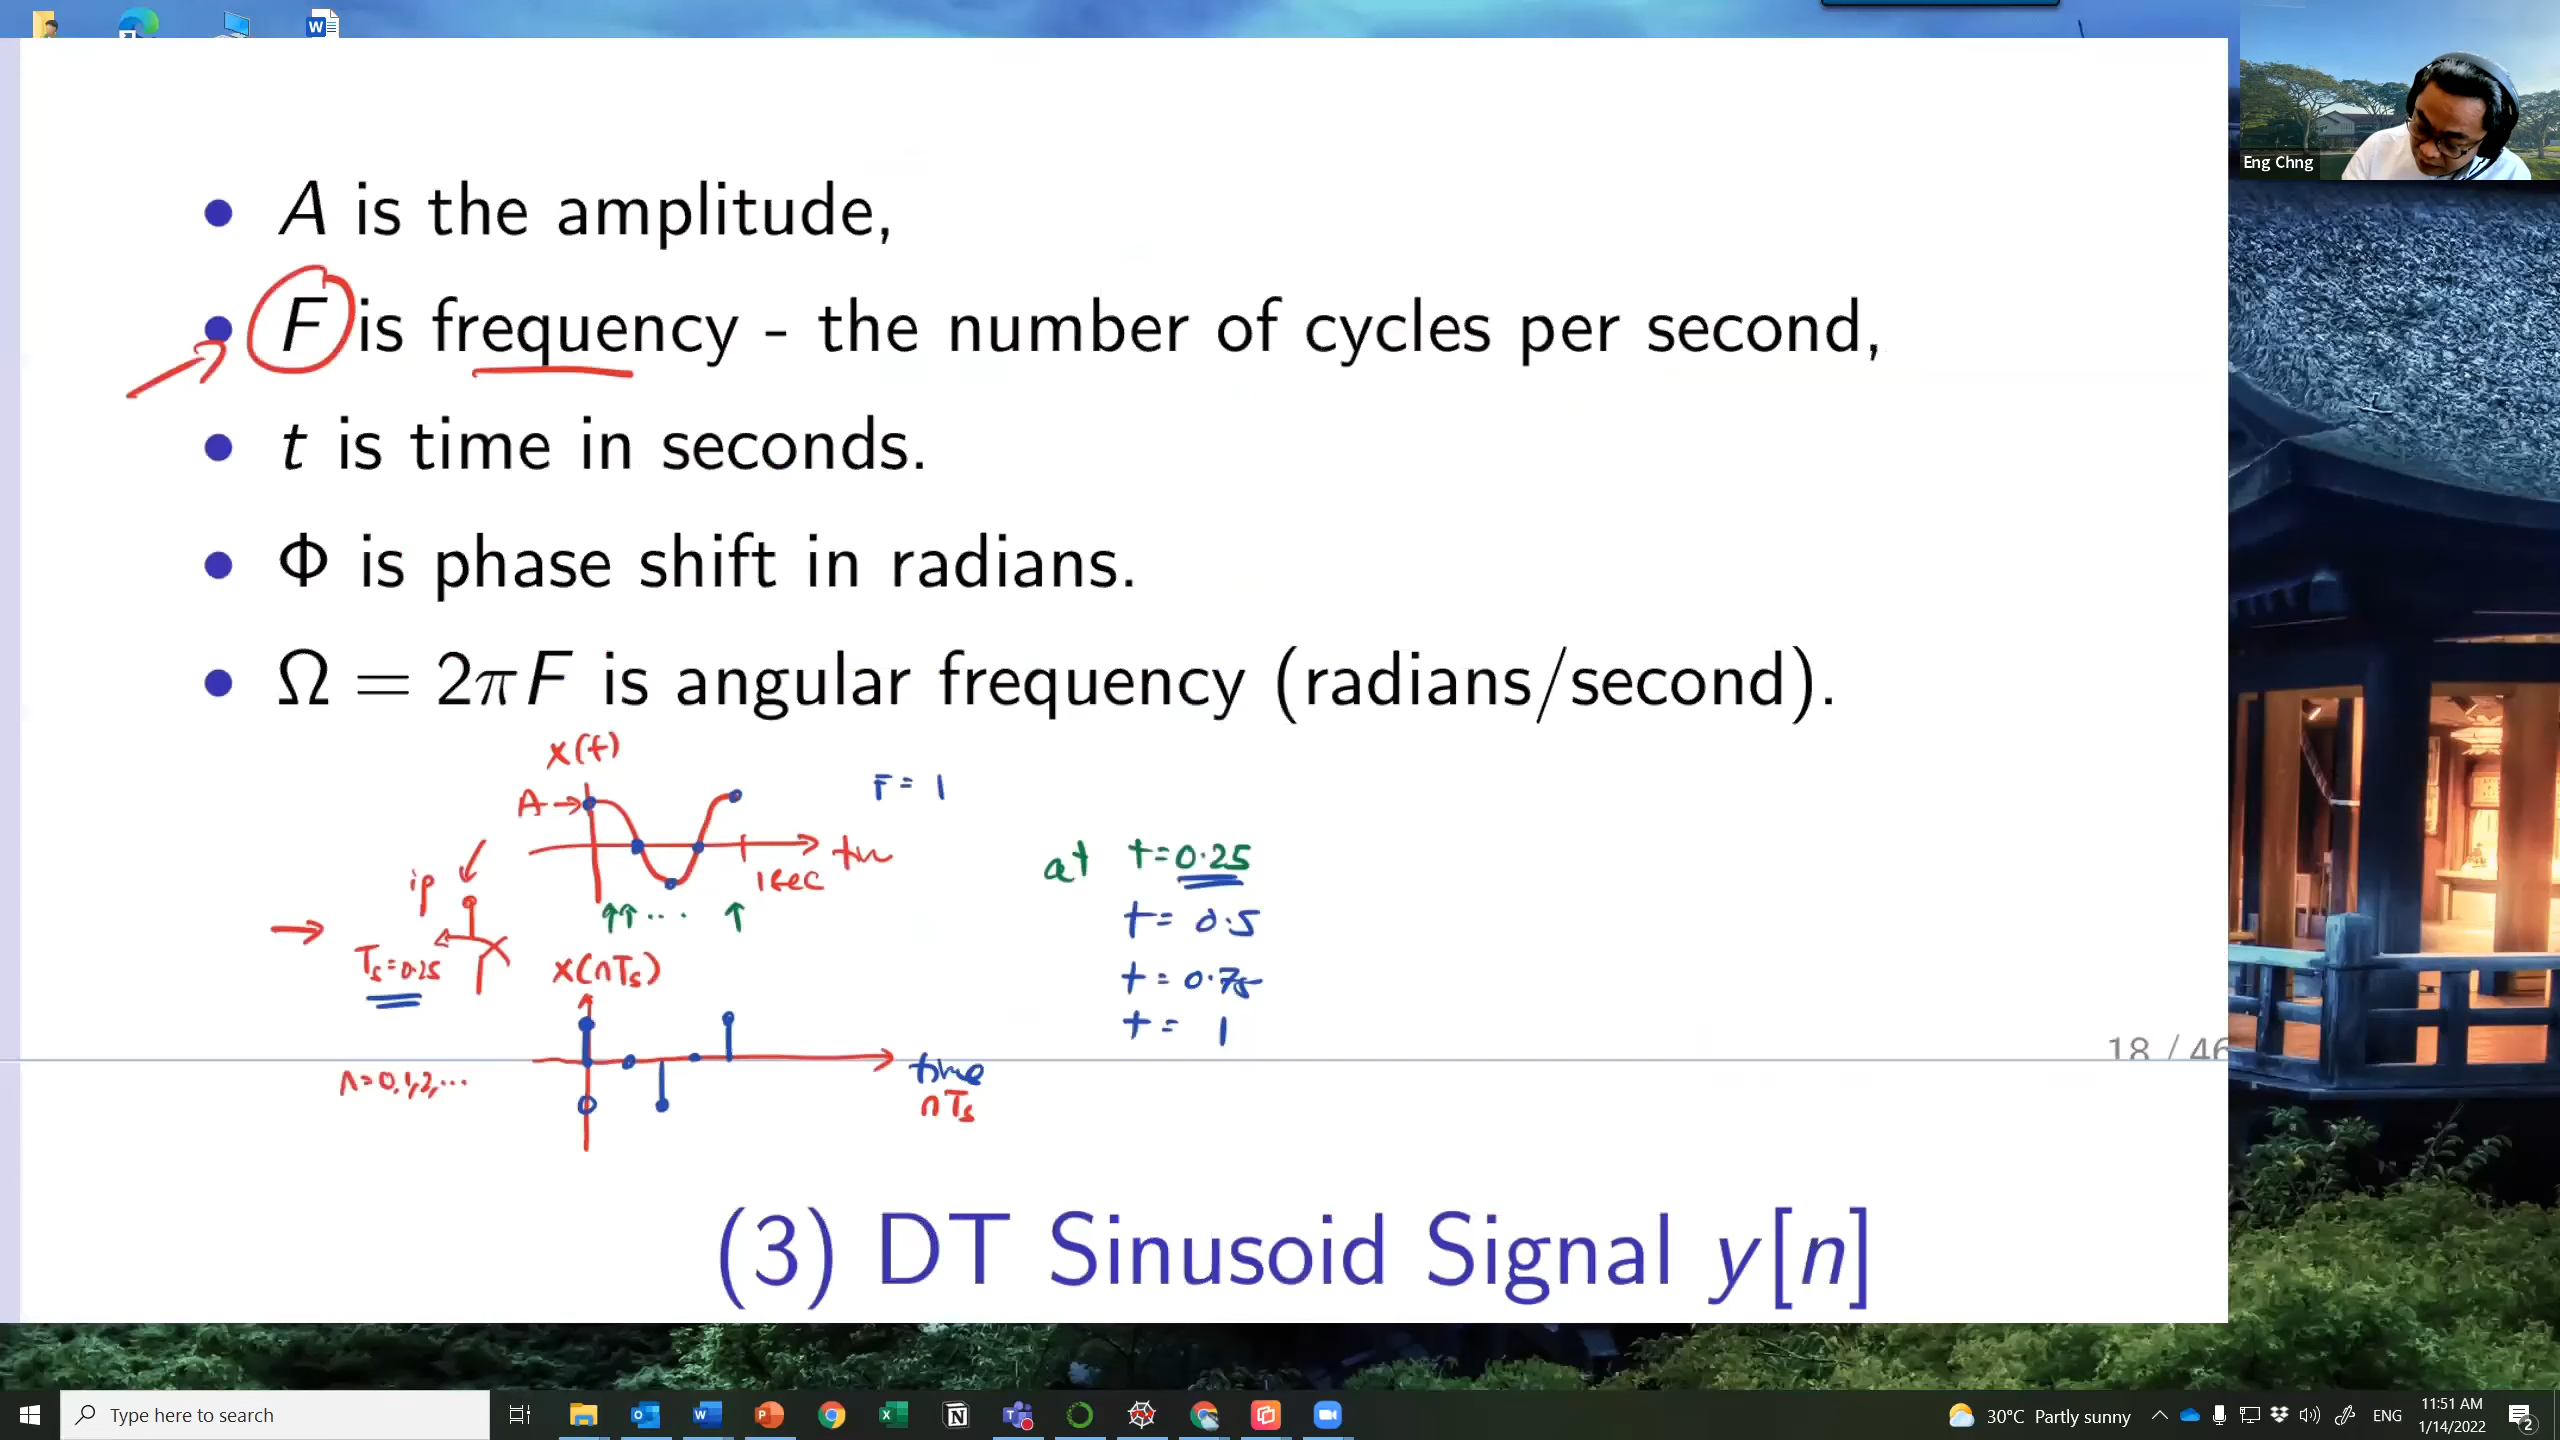 Eng Chng
A is the amplitude,
F is frequency - the number of cycles per second,
t is time in seconds.
Φ is phase shift in radians.
Ω = 2πF is angular frequency (radians/second).
x(t)
A→
F = 1
1 sec
at t=0.25
t= 0.5
t= 0.75
t= 1
ip
Ts=0.25
x(nTs)
n=0,1,2,...
time
nTs
18 / 46
(3) DT Sinusoid Signal y[n]
Type here to search
30°C Partly sunny
ENG
11:51 AM
1/14/2022
2